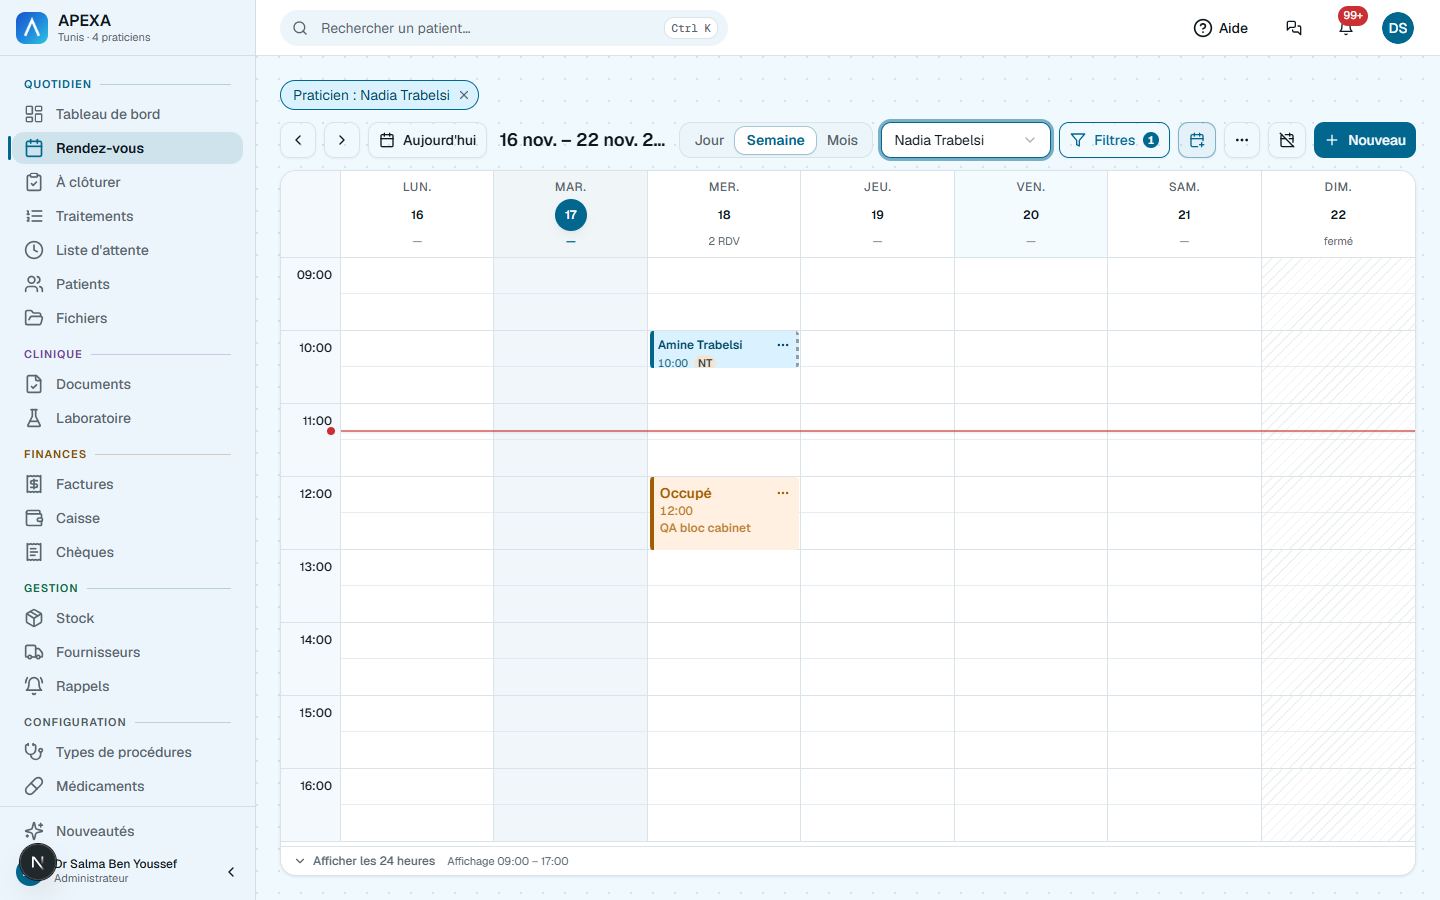 APEXA
Tunis · 4 praticiens
Rechercher un patient…
Ctrl K
Aide
99+
DS
QUOTIDIEN
Tableau de bord
Rendez-vous
À clôturer
Traitements
Liste d'attente
Patients
Fichiers
CLINIQUE
Documents
Laboratoire
FINANCES
Factures
Caisse
Chèques
GESTION
Stock
Fournisseurs
Rappels
CONFIGURATION
Types de procédures
Médicaments
Nouveautés
N
Dr Salma Ben Youssef
Administrateur
Praticien : Nadia Trabelsi
Aujourd'hui
16 nov. – 22 nov. 2...
Jour
Semaine
Mois
Nadia Trabelsi
Filtres 1
Nouveau
LUN. MAR. MER. JEU. VEN. SAM. DIM.
16 17 18 19 20 21 22
— — 2 RDV — — — fermé
09:00
10:00
Amine Trabelsi
10:00 NT
11:00
12:00
Occupé
12:00
QA bloc cabinet
13:00
14:00
15:00
16:00
Afficher les 24 heures Affichage 09:00 – 17:00